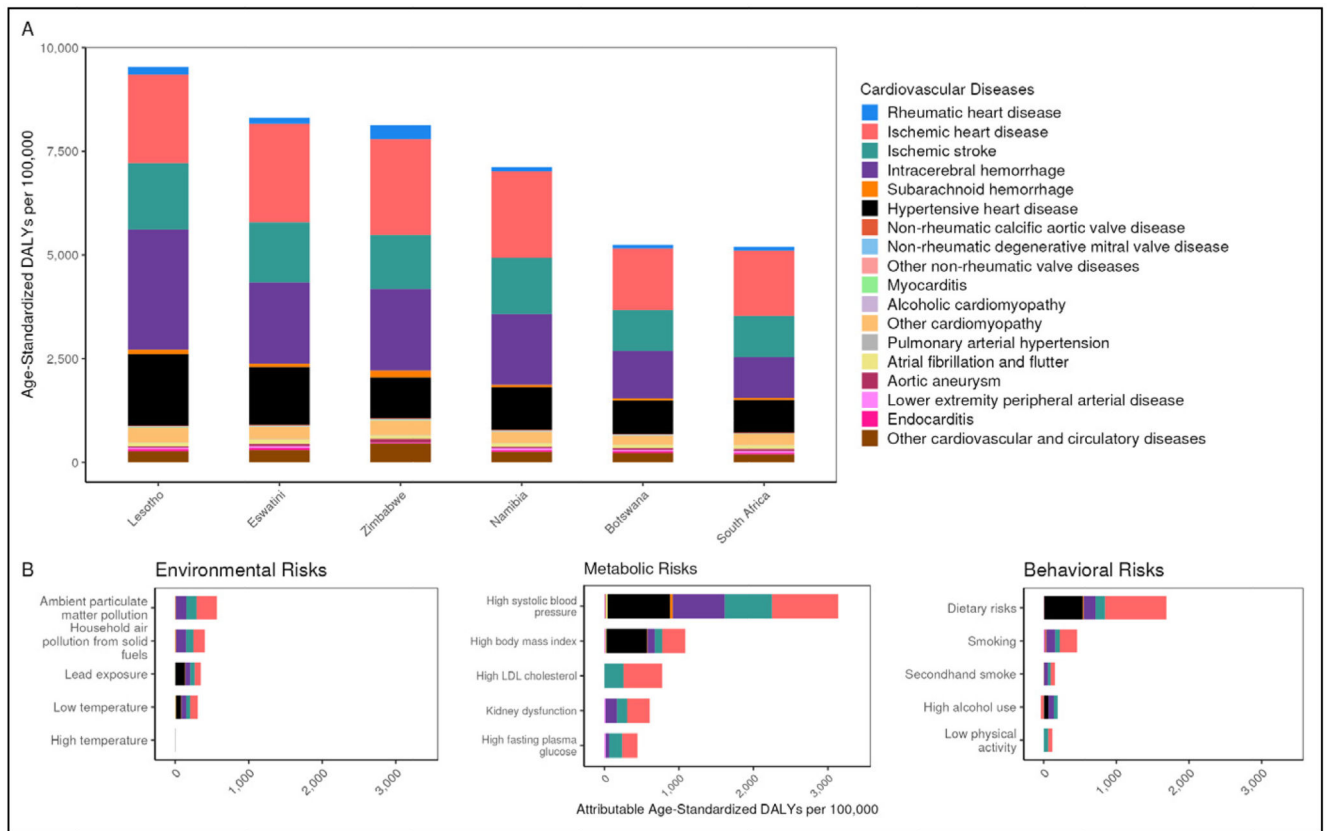 A
10,000
7,500
5,000
2,500
0
Age-Standardized DALYs per 100,000
Lesotho
Eswatini
Zimbabwe
Namibia
Botswana
South Africa
Cardiovascular Diseases
Rheumatic heart disease
Ischemic heart disease
Ischemic stroke
Intracerebral hemorrhage
Subarachnoid hemorrhage
Hypertensive heart disease
Non-rheumatic calcific aortic valve disease
Non-rheumatic degenerative mitral valve disease
Other non-rheumatic valve diseases
Myocarditis
Alcoholic cardiomyopathy
Other cardiomyopathy
Pulmonary arterial hypertension
Atrial fibrillation and flutter
Aortic aneurysm
Lower extremity peripheral arterial disease
Endocarditis
Other cardiovascular and circulatory diseases
B
Environmental Risks
Ambient particulate
matter pollution
Household air
pollution from solid
fuels
Lead exposure
Low temperature
High temperature
0
1,000
2,000
3,000
Metabolic Risks
High systolic blood
pressure
High body mass index
High LDL cholesterol
Kidney dysfunction
High fasting plasma
glucose
0
1,000
2,000
3,000
Attributable Age-Standardized DALYs per 100,000
Behavioral Risks
Dietary risks
Smoking
Secondhand smoke
High alcohol use
Low physical
activity
0
1,000
2,000
3,000